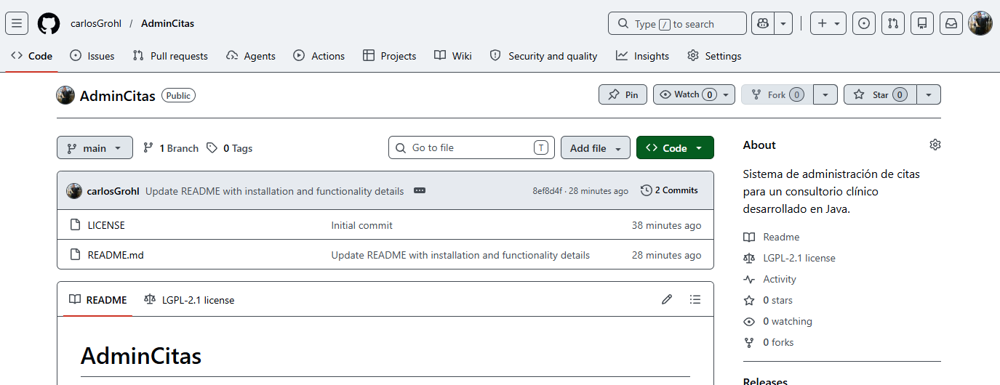 carlosGrohl / AdminCitas
Type / to search
Code
Issues
Pull requests
Agents
Actions
Projects
Wiki
Security and quality
Insights
Settings
AdminCitas Public
Pin
Watch 0
Fork 0
Star 0
main
1 Branch
0 Tags
Go to file
T
Add file
Code
carlosGrohl Update README with installation and functionality details
8ef8d4f · 28 minutes ago
2 Commits
LICENSE Initial commit 38 minutes ago
README.md Update README with installation and functionality details 28 minutes ago
README
LGPL-2.1 license
AdminCitas
About
Sistema de administración de citas
para un consultorio clínico
desarrollado en Java.
Readme
LGPL-2.1 license
Activity
0 stars
0 watching
0 forks
Releases